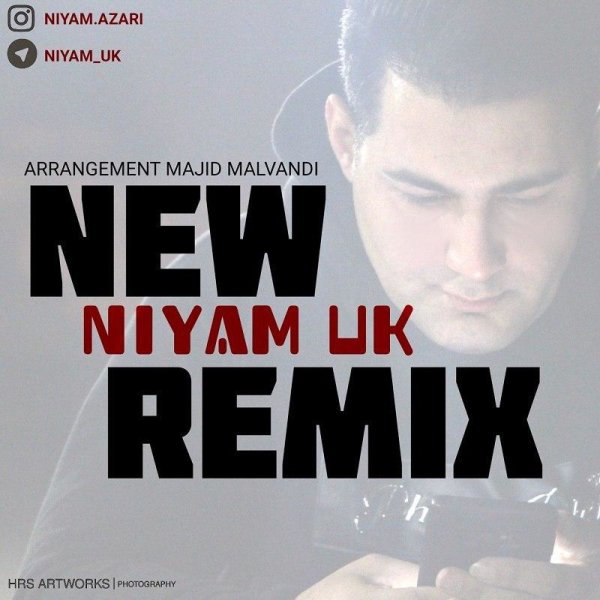 NIYAM.AZARI
NIYAM_UK
ARRANGEMENT MAJID MALVANDI
NEW
NIYAM UK
REMIX
HRS ARTWORKS|PHOTOGRAPHY